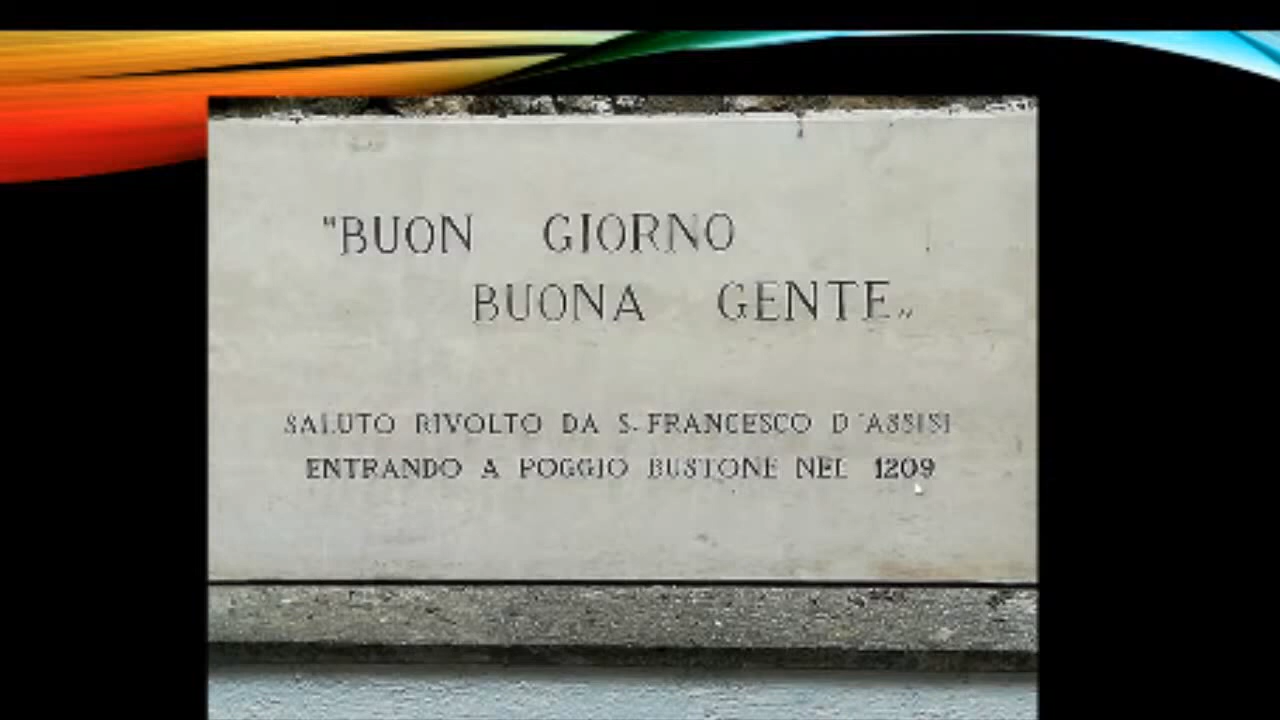 "BUON GIORNO
BUONA GENTE„
SALUTO RIVOLTO DA S. FRANCESCO D'ASSISI
ENTRANDO A POGGIO BUSTONE NEL 1209